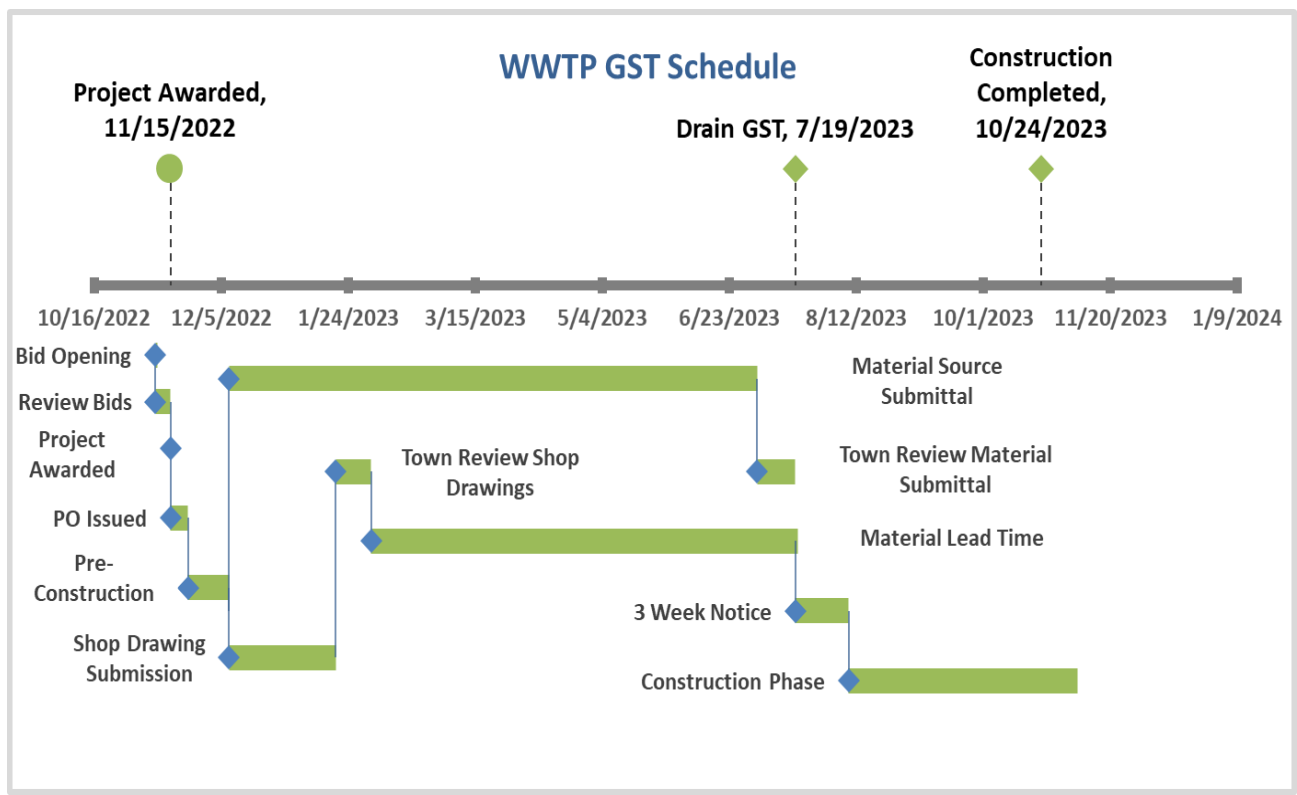 WWTP GST Schedule
Project Awarded,
11/15/2022
Drain GST, 7/19/2023
Construction
Completed,
10/24/2023
10/16/2022
12/5/2022
1/24/2023
3/15/2023
5/4/2023
6/23/2023
8/12/2023
10/1/2023
11/20/2023
1/9/2024
Bid Opening
Review Bids
Project
Awarded
PO Issued
Pre-
Construction
Shop Drawing
Submission
Town Review Shop
Drawings
Material Source
Submittal
Town Review Material
Submittal
Material Lead Time
3 Week Notice
Construction Phase